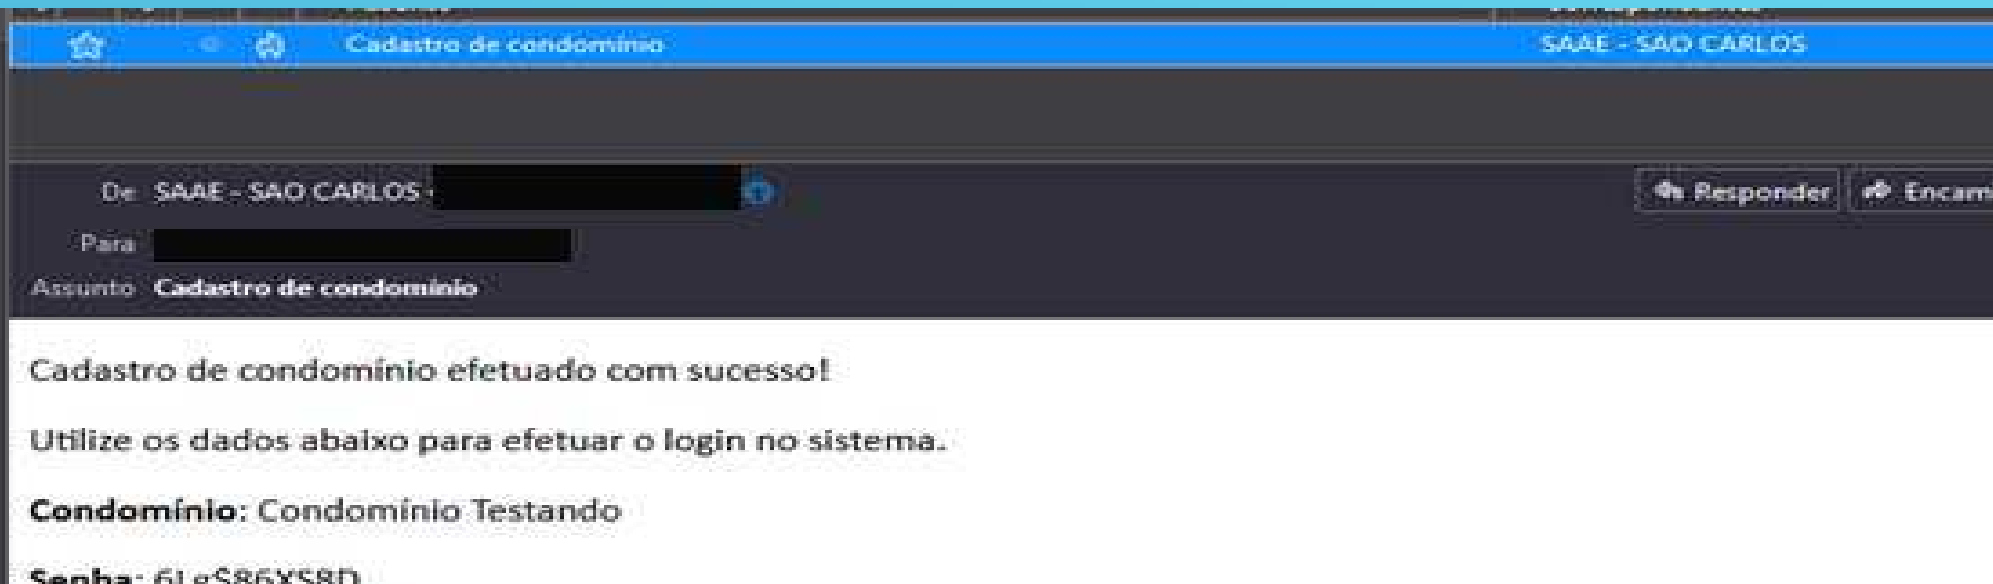 Cadastro de condomínio SAAE - SAO CARLOS
De SAAE - SAO CARLOS -
Responder Encam
Para
Assunto Cadastro de condomínio
Cadastro de condomínio efetuado com sucesso!
Utilize os dados abaixo para efetuar o login no sistema.
Condomínio: Condomínio Testando
Senha: